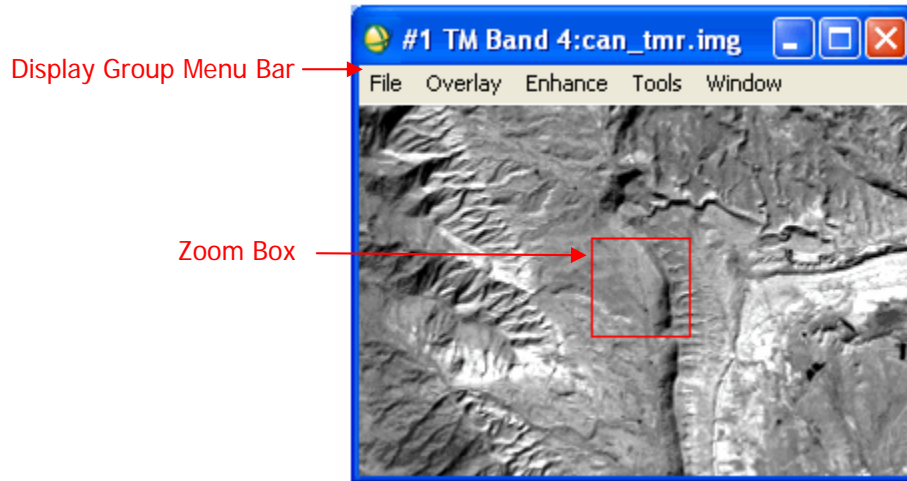 #1 TM Band 4:can_tmr.img
Display Group Menu Bar
File Overlay Enhance Tools Window
Zoom Box